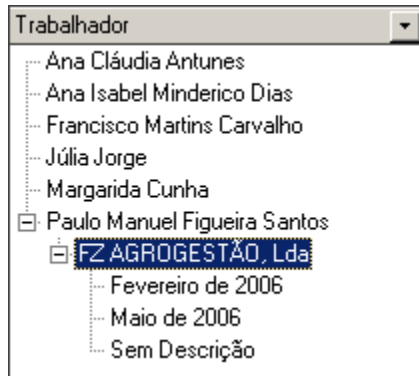 Trabalhador
Ana Cláudia Antunes
Ana Isabel Minderico Dias
Francisco Martins Carvalho
Júlia Jorge
Margarida Cunha
Paulo Manuel Figueira Santos
FZ AGROGESTÃO, Lda
Fevereiro de 2006
Maio de 2006
Sem Descrição